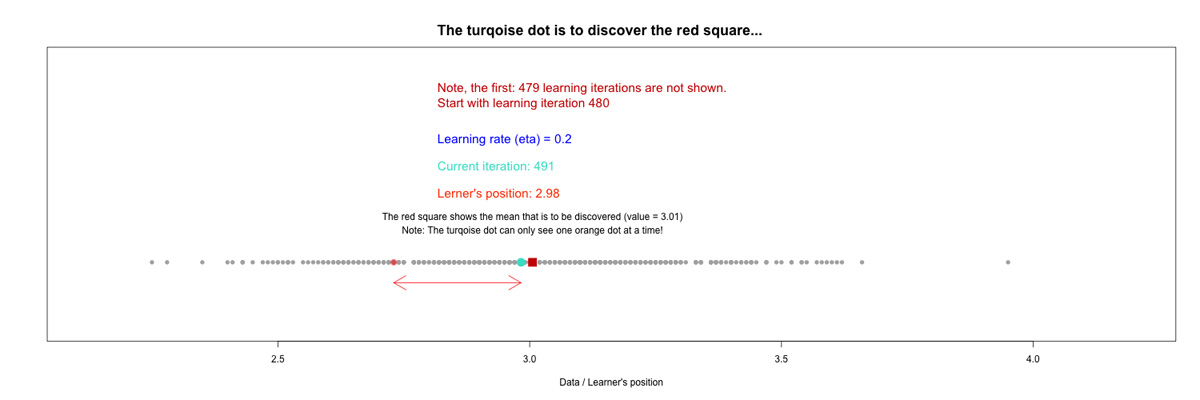 The turqoise dot is to discover the red square...
Note, the first: 479 learning iterations are not shown.
Start with learning iteration 480
Learning rate (eta) = 0.2
Current iteration: 491
Lerner's position: 2.98
The red square shows the mean that is to be discovered (value = 3.01)
Note: The turqoise dot can only see one orange dot at a time!
2.5 3.0 3.5 4.0
Data / Learner's position